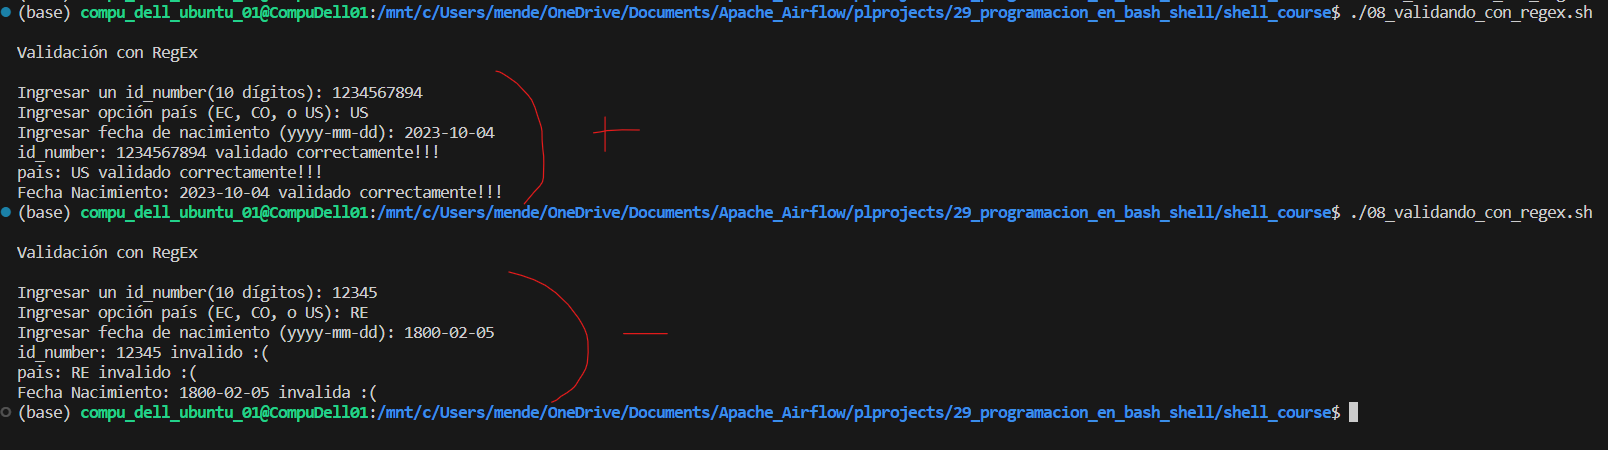 (base) compu_dell_ubuntu_01@CompuDell01:/mnt/c/Users/mende/OneDrive/Documents/Apache_Airflow/plprojects/29_programacion_en_bash_shell/shell_course$ ./08_validando_con_regex.sh
Validación con RegEx
Ingresar un id_number(10 dígitos): 1234567894
Ingresar opción país (EC, CO, o US): US
Ingresar fecha de nacimiento (yyyy-mm-dd): 2023-10-04
id_number: 1234567894 validado correctamente!!!
pais: US validado correctamente!!!
Fecha Nacimiento: 2023-10-04 validado correctamente!!!
(base) compu_dell_ubuntu_01@CompuDell01:/mnt/c/Users/mende/OneDrive/Documents/Apache_Airflow/plprojects/29_programacion_en_bash_shell/shell_course$ ./08_validando_con_regex.sh
Validación con RegEx
Ingresar un id_number(10 dígitos): 12345
Ingresar opción país (EC, CO, o US): RE
Ingresar fecha de nacimiento (yyyy-mm-dd): 1800-02-05
id_number: 12345 invalido :(
pais: RE invalido :(
Fecha Nacimiento: 1800-02-05 invalida :(
(base) compu_dell_ubuntu_01@CompuDell01:/mnt/c/Users/mende/OneDrive/Documents/Apache_Airflow/plprojects/29_programacion_en_bash_shell/shell_course$